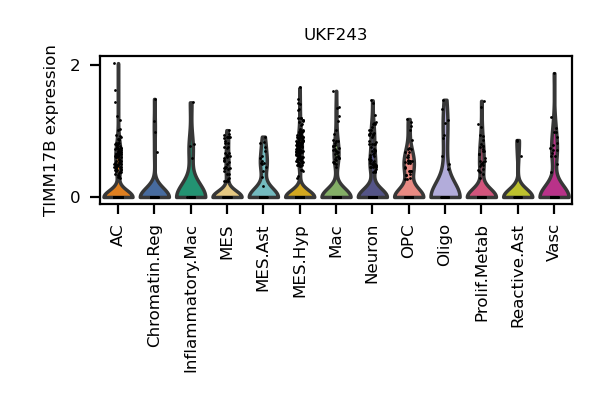 UKF243
TIMM17B expression
2
0
AC
Chromatin.Reg
Inflammatory.Mac
MES
MES.Ast
MES.Hyp
Mac
Neuron
OPC
Oligo
Prolif.Metab
Reactive.Ast
Vasc